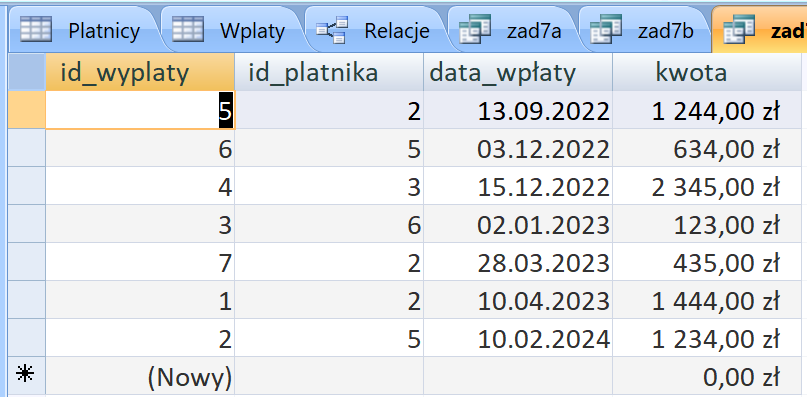 Platnicy Wplaty Relacje zad7a zad7b
id_wyplaty id_platnika data_wpłaty kwota
5 2 13.09.2022 1 244,00 zł
6 5 03.12.2022 634,00 zł
4 3 15.12.2022 2 345,00 zł
3 6 02.01.2023 123,00 zł
7 2 28.03.2023 435,00 zł
1 2 10.04.2023 1 444,00 zł
2 5 10.02.2024 1 234,00 zł
* (Nowy) 0,00 zł